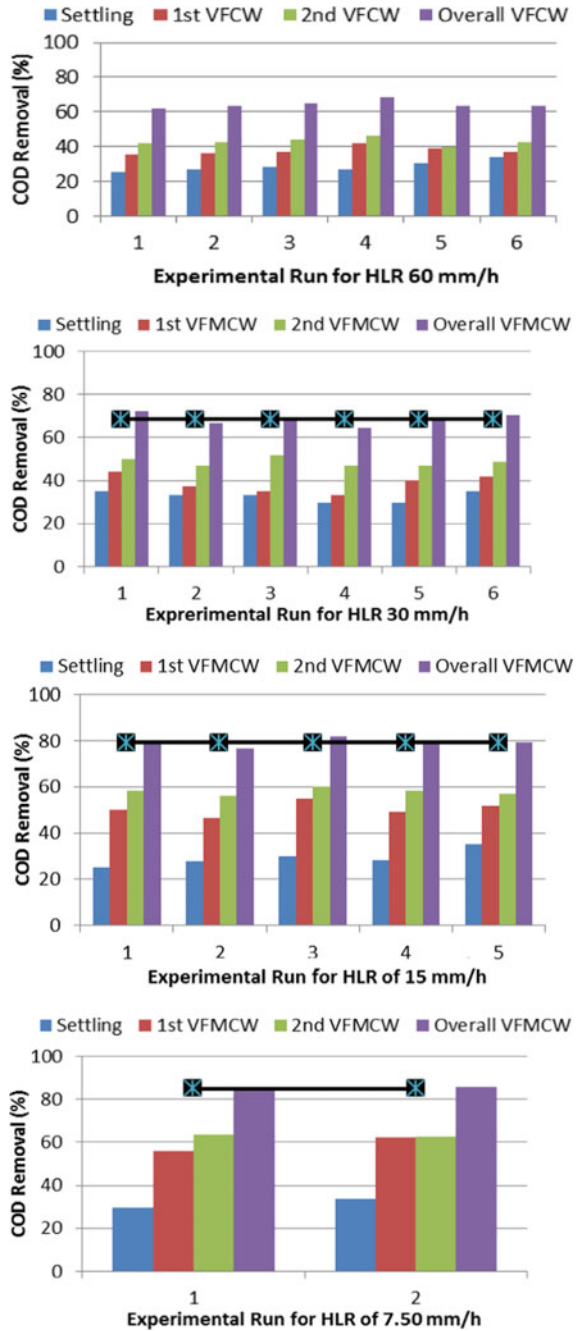 Settling 1st VFCW 2nd VFCW Overall VFCW
COD Removal (%)
100
80
60
40
20
0
1 2 3 4 5 6
Experimental Run for HLR 60 mm/h
Settling 1st VFMCW 2nd VFMCW Overall VFMCW
COD Removal (%)
100
80
60
40
20
0
1 2 3 4 5 6
Exprerimental Run for HLR 30 mm/h
Settling 1st VFMCW 2nd VFMCW Overall VFMCW
COD Removal (%)
100
80
60
40
20
0
1 2 3 4 5
Experimental Run for HLR of 15 mm/h
Settling 1st VFMCW 2nd VFMCW Overall VFMCW
COD Removal (%)
100
80
60
40
20
0
1 2
Experimental Run for HLR of 7.50 mm/h